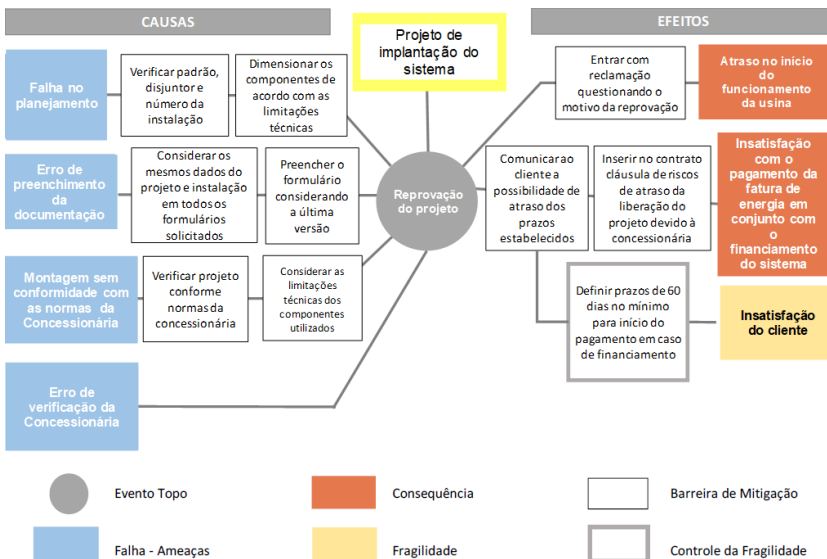 CAUSAS
EFEITOS
Projeto de
implantação do
sistema
Falha no
planejamento
Verificar padrão,
disjuntor e
número da
instalação
Dimensionar os
componentes de
acordo com as
limitações
técnicas
Entrar com
reclamação
questionando o
motivo da
reprovação
Atraso no início
do
funcionamento
da usina
Erro de
preenchimento
da
documentação
Considerar os
mesmos dados do
projeto e instalação
em todos os
formulários
solicitados
Preencher o
formulário
considerando
a última
versão
Reprovação
do projeto
Comunicar ao
cliente a
possibilidade de
atraso dos
prazos
estabelecidos
Inserir no contrato
cláusula de riscos
de atraso da
liberação do
projeto devido à
concessionária
Insatisfação
com o
pagamento da
fatura de
energia em
conjunto com
o
financiamento
do sistema
Montagem sem
conformidade com
as normas da
Concessionária
Verificar projeto
conforme
normas da
concessionária
Considerar as
limitações
técnicas dos
componentes
utilizados
Definir prazos de 60
dias no mínimo
para início do
pagamento em caso
de financiamento
Insatisfação
do cliente
Erro de
verificação da
Concessionária
Evento Topo
Consequência
Barreira de Mitigação
Falha - Ameaças
Fragilidade
Controle da Fragilidade